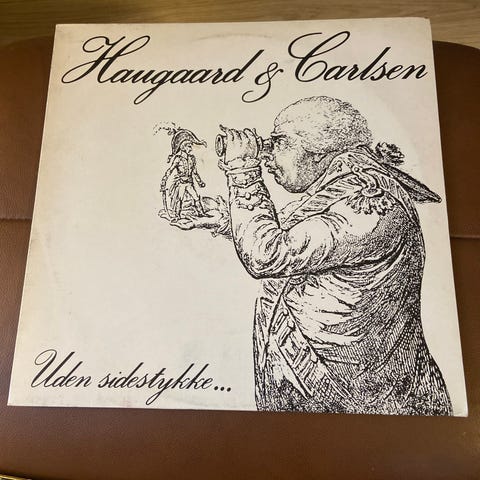 Haugaard & Carlsen
Uden sidestykke...